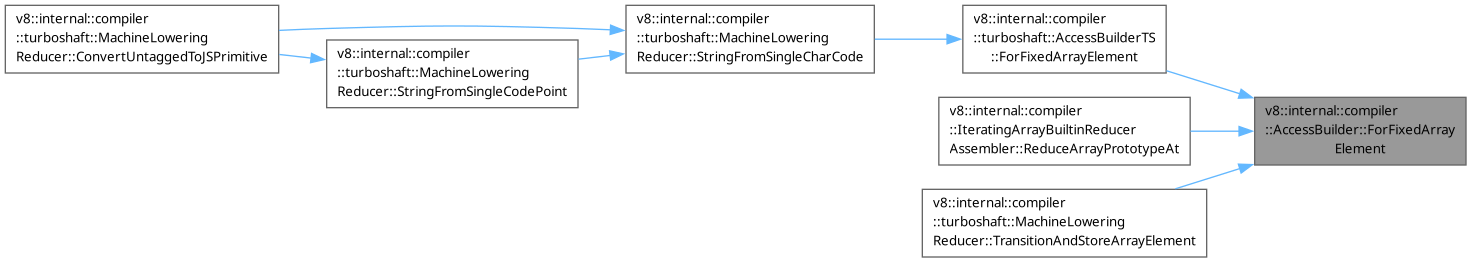 v8::internal::compiler
::turboshaft::MachineLowering
Reducer::ConvertUntaggedToJSPrimitive
v8::internal::compiler
::turboshaft::MachineLowering
Reducer::StringFromSingleCodePoint
v8::internal::compiler
::turboshaft::MachineLowering
Reducer::StringFromSingleCharCode
v8::internal::compiler
::turboshaft::AccessBuilderTS
::ForFixedArrayElement
v8::internal::compiler
::IteratingArrayBuiltinReducer
Assembler::ReduceArrayPrototypeAt
v8::internal::compiler
::turboshaft::MachineLowering
Reducer::TransitionAndStoreArrayElement
v8::internal::compiler
::AccessBuilder::ForFixedArray
Element